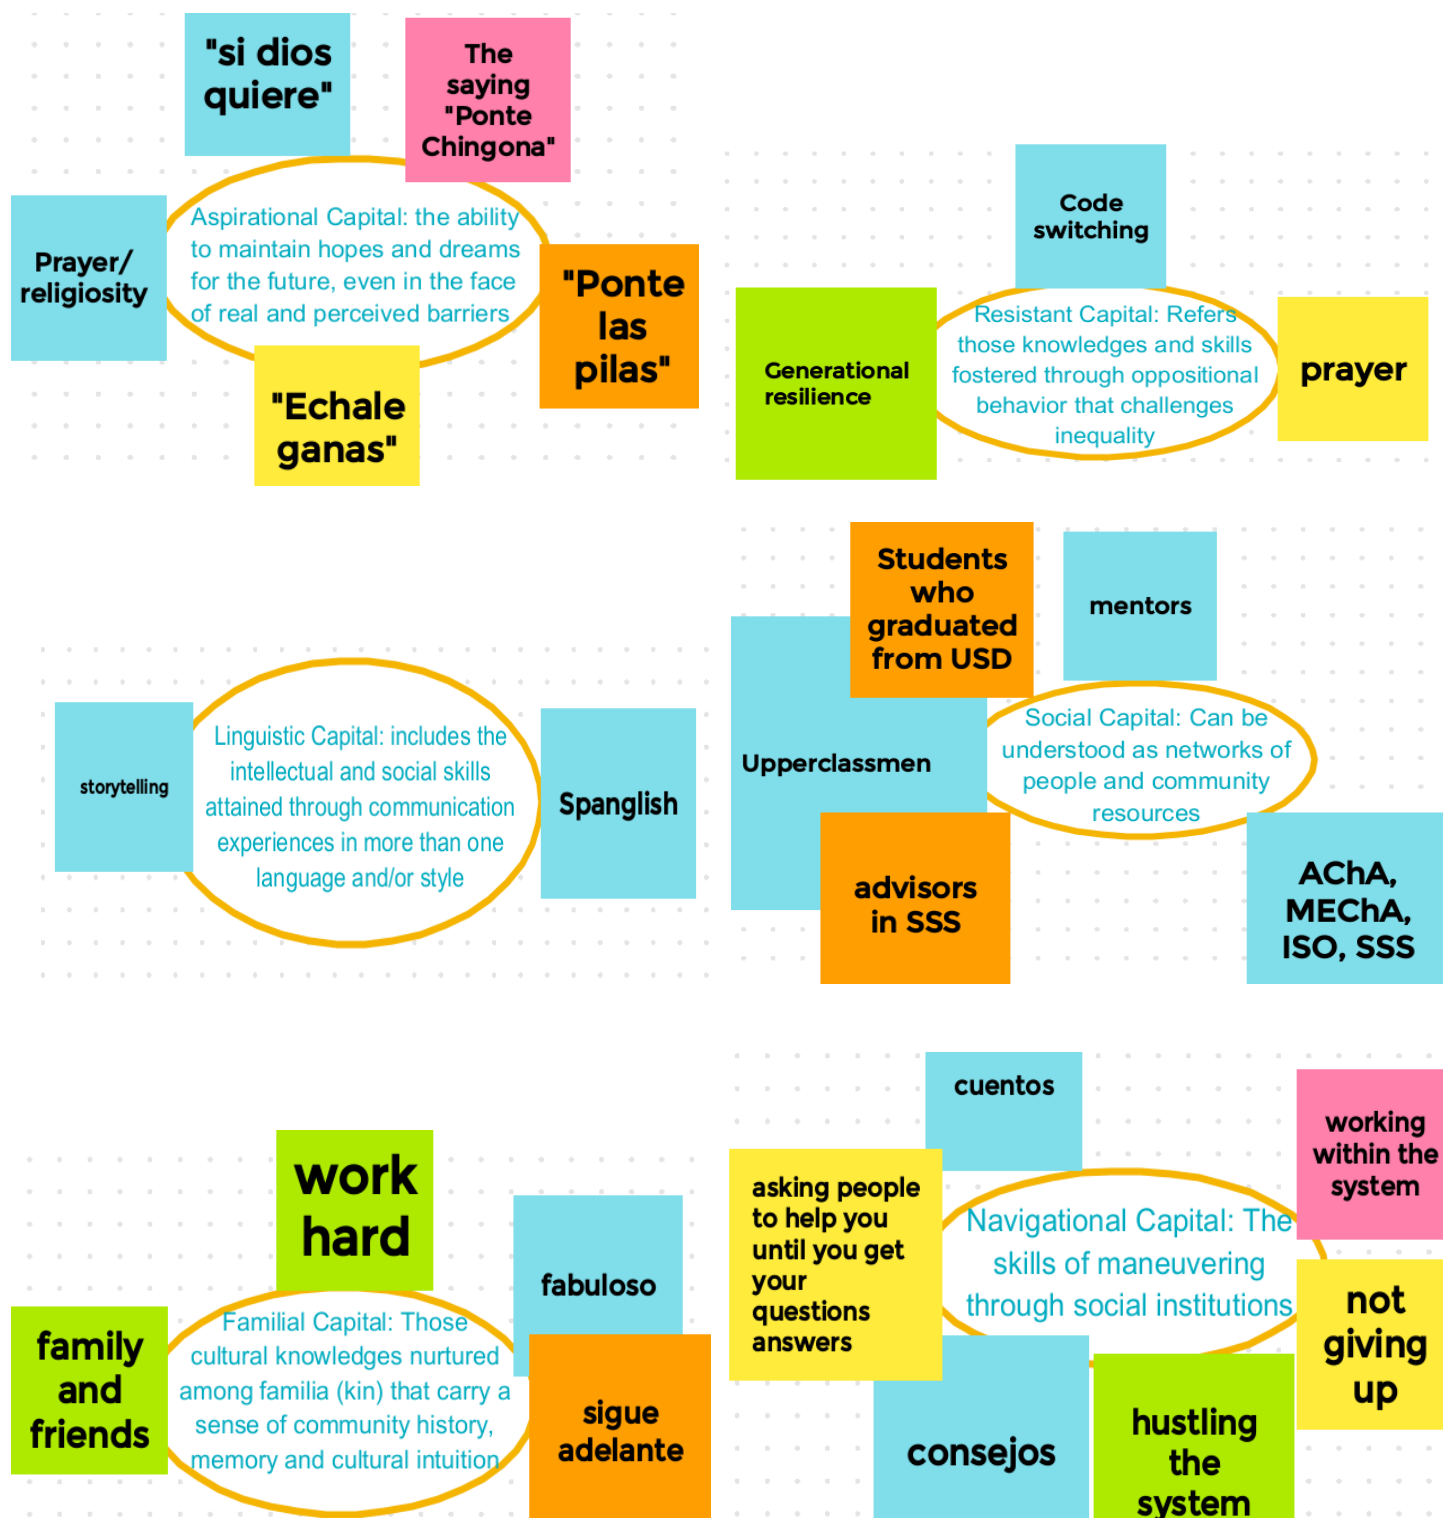 "si dios
quiere"
The
saying
"Ponte
Chingona"
Prayer/
religiosity
Aspirational Capital: the ability
to maintain hopes and dreams
for the future, even in the face
of real and perceived barriers
"Ponte
las
pilas"
"Echale
ganas"
Code
switching
Generational
resilience
Resistant Capital: Refers
those knowledges and skills
fostered through oppositional
behavior that challenges
inequality
prayer
storytelling
Linguistic Capital: includes the
intellectual and social skills
attained through communication
experiences in more than one
language and/or style
Spanglish
Students
who
graduated
from USD
mentors
Upperclassmen
Social Capital: Can be
understood as networks of
people and community
resources
advisors
in SSS
AChA,
MEChA,
ISO, SSS
work
hard
fabuloso
family
and
friends
Familial Capital: Those
cultural knowledges nurtured
among familia (kin) that carry a
sense of community history,
memory and cultural intuition
sigue
adelante
cuentos
working
within the
system
asking people
to help you
until you get
your
questions
answers
Navigational Capital: The
skills of maneuvering
through social institutions
not
giving
up
consejos
hustling
the
system